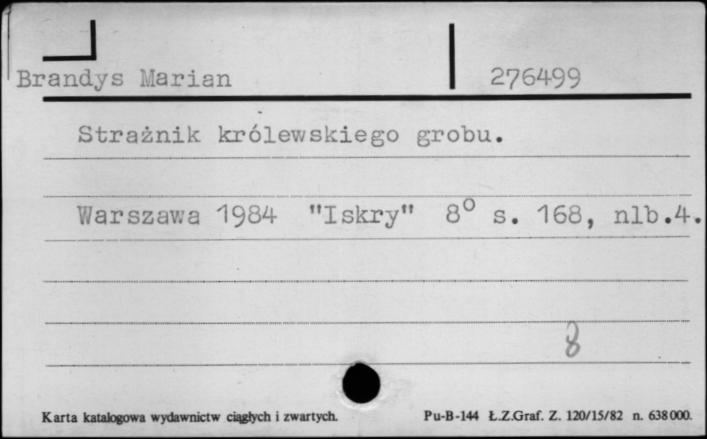 Brandys Marian 276499
Strażnik królewskiego grobu.
Warszawa 1984 "Iskry" 8° s. 168, nlb.4.
8
Karta katalogowa wydawnictw ciągłych i zwartych. Pu-B-144 Ł.Z.Graf. Z. 120/15/82 n. 638000.